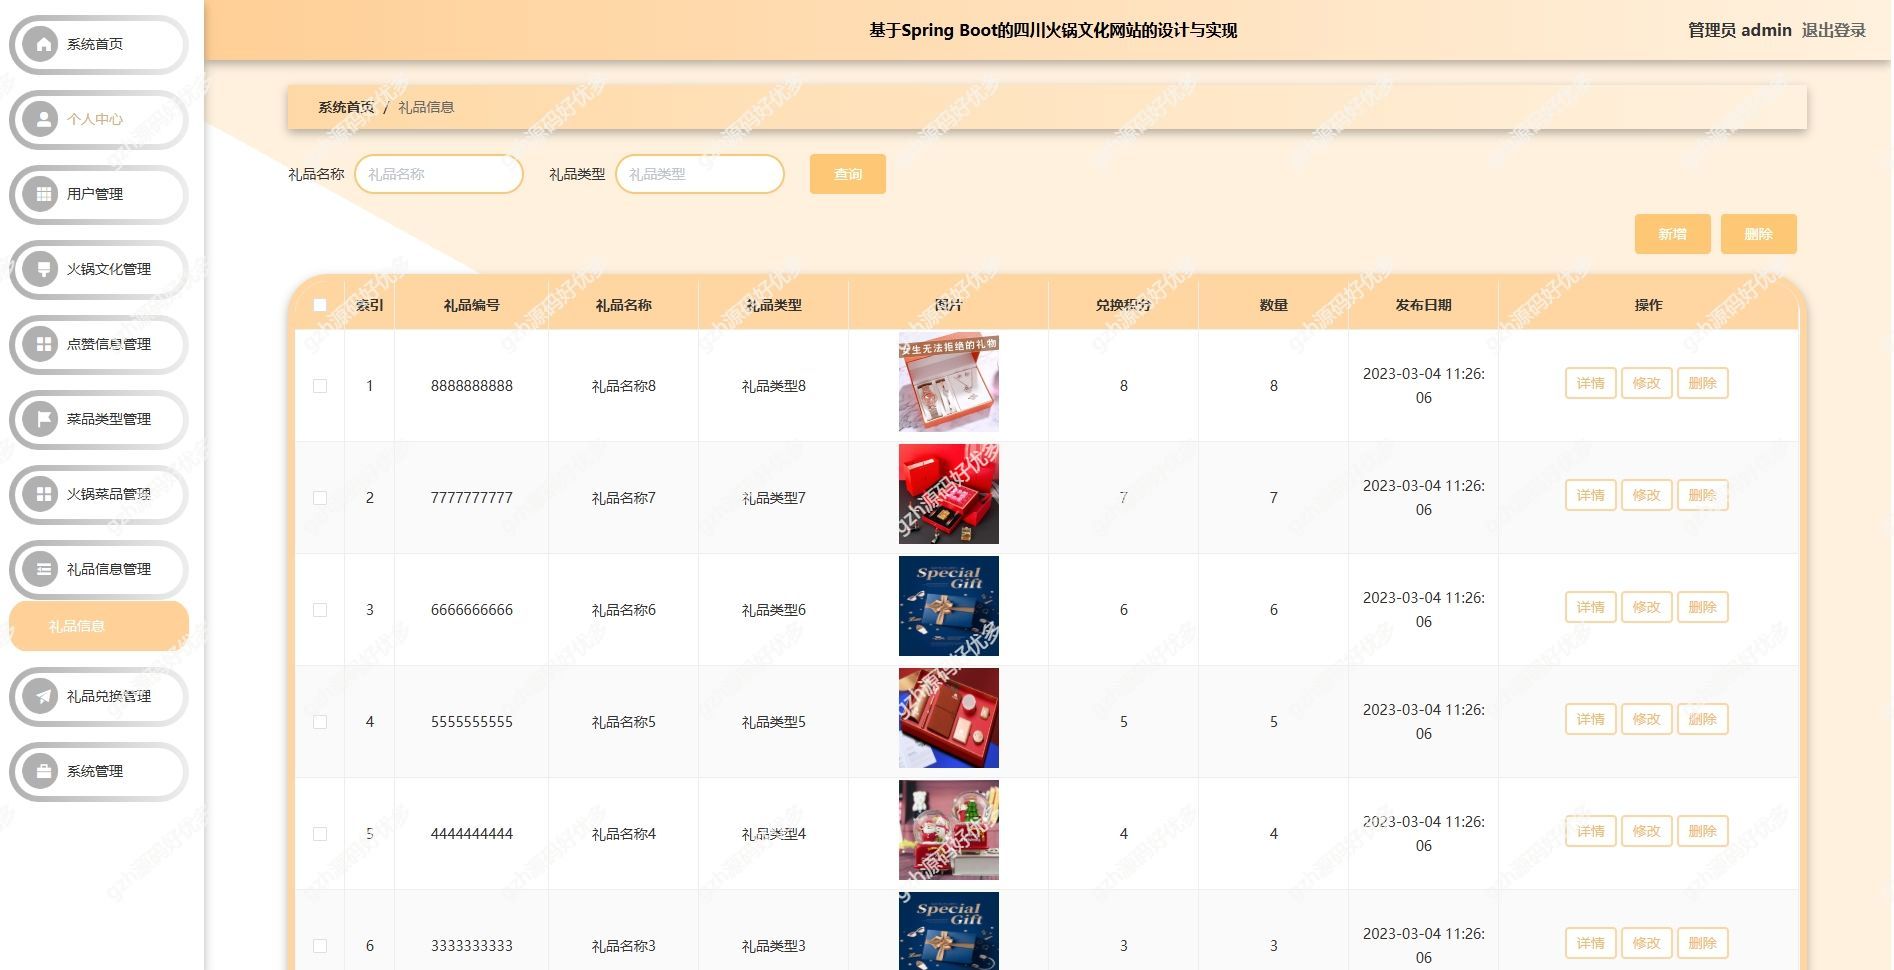 基于Spring Boot的四川火锅文化网站的设计与实现
管理员 admin 退出登录
系统首页
个人中心
用户管理
火锅文化管理
点赞信息管理
菜品类型管理
火锅菜品管理
礼品信息管理
礼品信息
礼品兑换管理
系统管理
系统首页 / 礼品信息
礼品名称 礼品名称 礼品类型 礼品类型 查询
新增 删除
索引 礼品编号 礼品名称 礼品类型 图片 兑换积分 数量 发布日期 操作
女生无法拒绝的礼物
1 8888888888 礼品名称8 礼品类型8 8 8 2023-03-04 11:26:06 详情 修改 删除
2 7777777777 礼品名称7 礼品类型7 7 7 2023-03-04 11:26:06 详情 修改 删除
Special
Gift
3 6666666666 礼品名称6 礼品类型6 6 6 2023-03-04 11:26:06 详情 修改 删除
4 5555555555 礼品名称5 礼品类型5 5 5 2023-03-04 11:26:06 详情 修改 删除
5 4444444444 礼品名称4 礼品类型4 4 4 2023-03-04 11:26:06 详情 修改 删除
Special
Gift
6 3333333333 礼品名称3 礼品类型3 3 3 2023-03-04 11:26:06 详情 修改 删除
gzh源码好优多